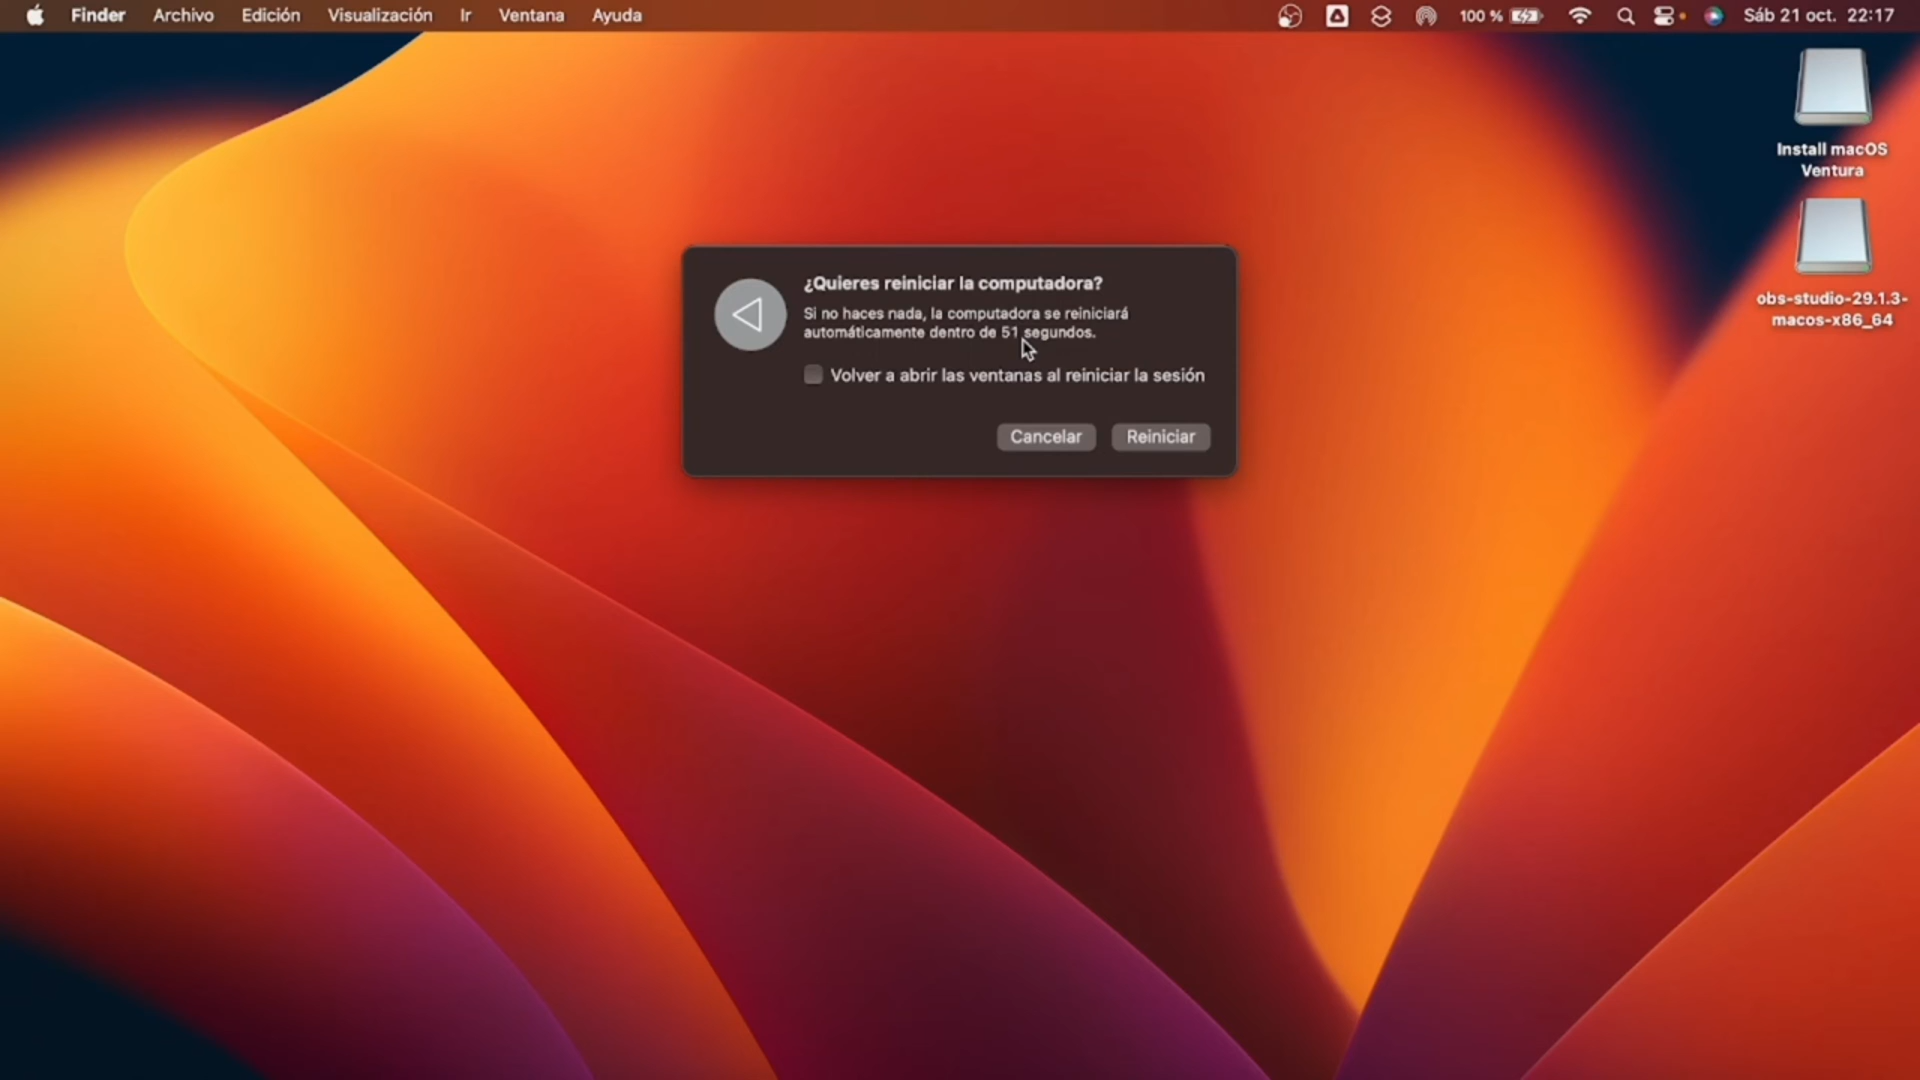 Finder Archivo Edición Visualización Ir Ventana Ayuda 100 % Sáb 21 oct. 22:17
Install macOS
Ventura
obs-studio-29.1.3-
macos-x86_64
¿Quieres reiniciar la computadora?
Si no haces nada, la computadora se reiniciará
automáticamente dentro de 51 segundos.
Volver a abrir las ventanas al reiniciar la sesión
Cancelar Reiniciar